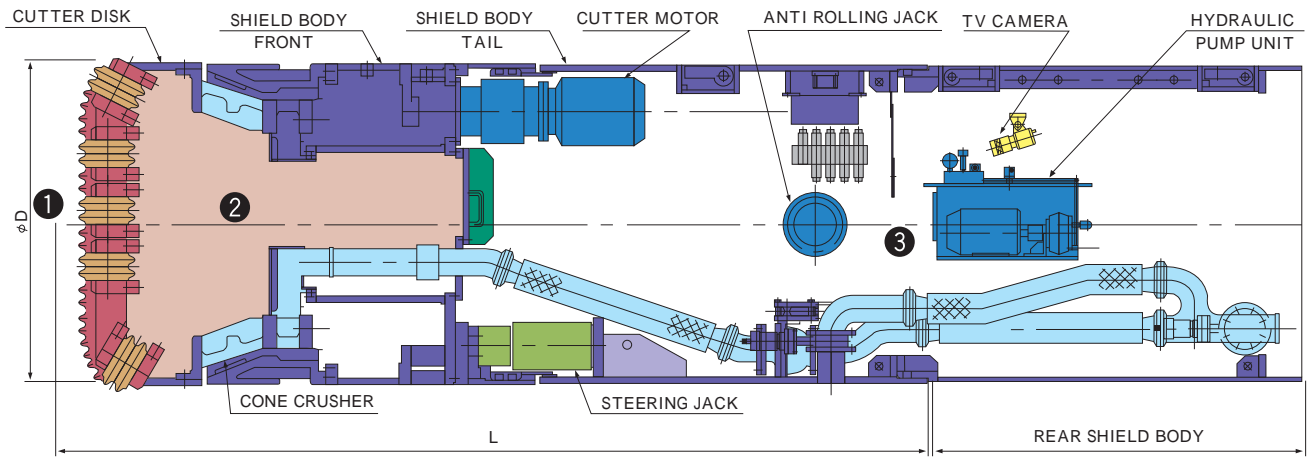 CUTTER DISK
SHIELD BODY
FRONT
SHIELD BODY
TAIL
CUTTER MOTOR
ANTI ROLLING JACK
TV CAMERA
HYDRAULIC
PUMP UNIT
1
2
3
φD
CONE CRUSHER
STEERING JACK
L
REAR SHIELD BODY